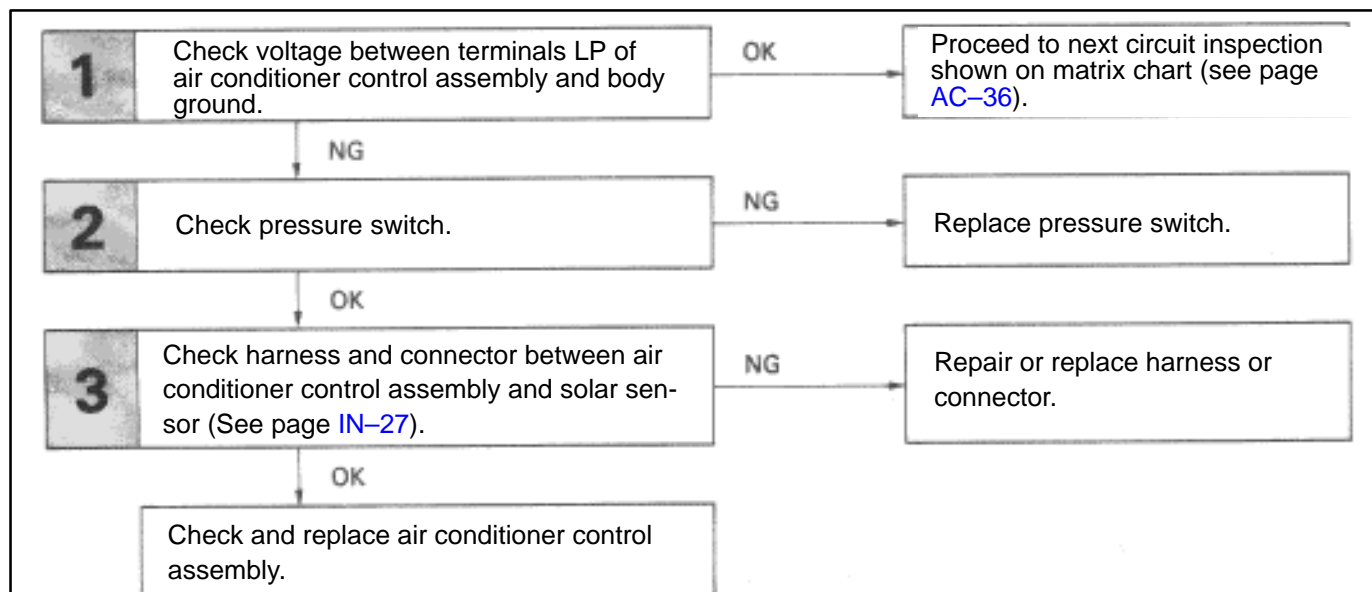 1
Check voltage between terminals LP of
air conditioner control assembly and body
ground.
OK
Proceed to next circuit inspection
shown on matrix chart (see page
AC–36).
NG
2
Check pressure switch.
NG
Replace pressure switch.
OK
3
Check harness and connector between air
conditioner control assembly and solar sen-
sor (See page IN–27).
NG
Repair or replace harness or
connector.
OK
Check and replace air conditioner control
assembly.